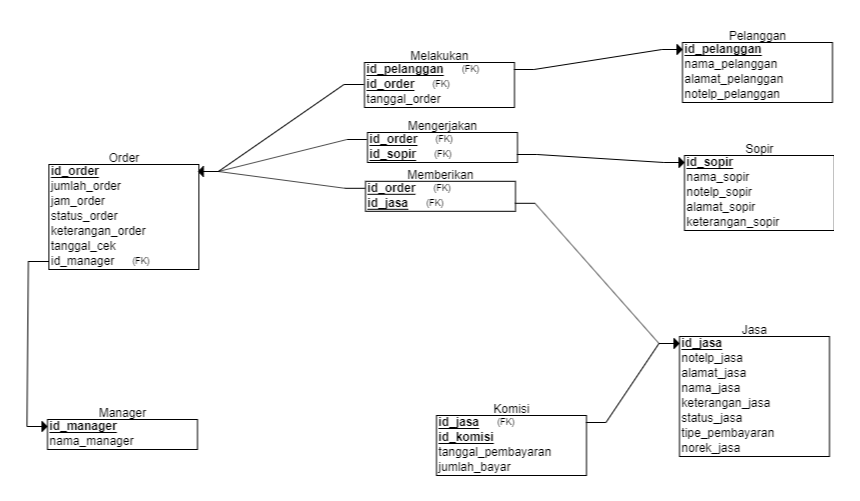 Pelanggan
id_pelanggan
nama_pelanggan
alamat_pelanggan
notelp_pelanggan
Melakukan
id_pelanggan (FK)
id_order (FK)
tanggal_order
Mengerjakan
id_order (FK)
id_sopir (FK)
Sopir
id_sopir
nama_sopir
notelp_sopir
alamat_sopir
keterangan_sopir
Order
id_order
jumlah_order
jam_order
status_order
keterangan_order
tanggal_cek
id_manager (FK)
Memberikan
id_order (FK)
id_jasa (FK)
Jasa
id_jasa
notelp_jasa
alamat_jasa
nama_jasa
keterangan_jasa
status_jasa
tipe_pembayaran
norek_jasa
Manager
id_manager
nama_manager
Komisi
id_jasa (FK)
id_komisi
tanggal_pembayaran
jumlah_bayar